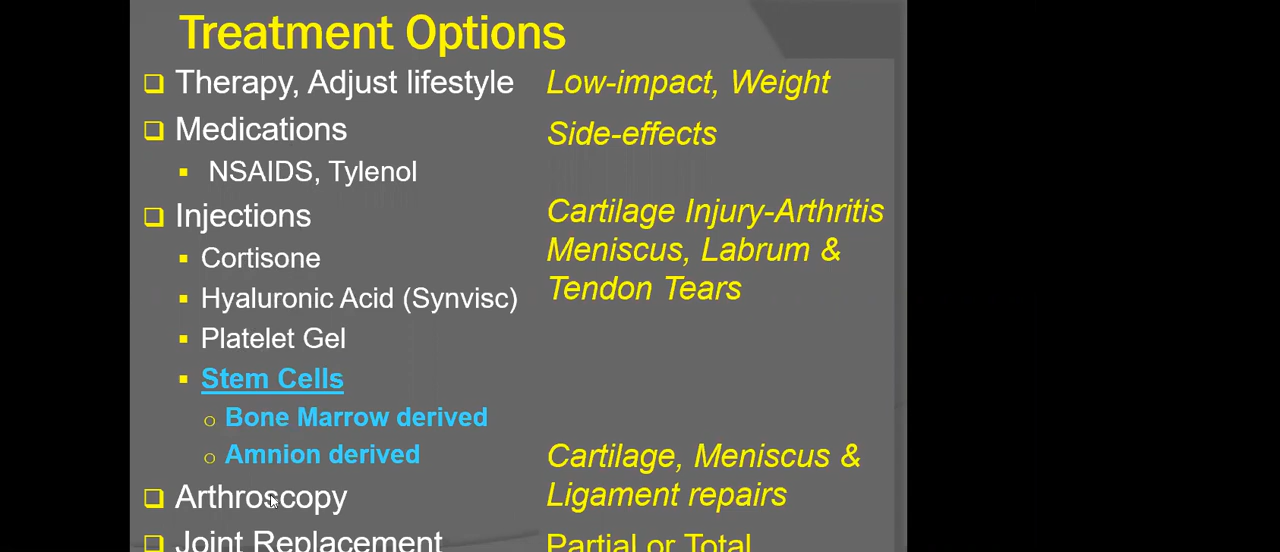 Treatment Options
Therapy, Adjust lifestyle
Low-impact, Weight
Medications
Side-effects
NSAIDS, Tylenol
Injections
Cartilage Injury-Arthritis
Meniscus, Labrum &
Tendon Tears
Cortisone
Hyaluronic Acid (Synvisc)
Platelet Gel
Stem Cells
Bone Marrow derived
Amnion derived
Arthroscopy
Cartilage, Meniscus &
Ligament repairs
Joint Replacement
Partial or Total